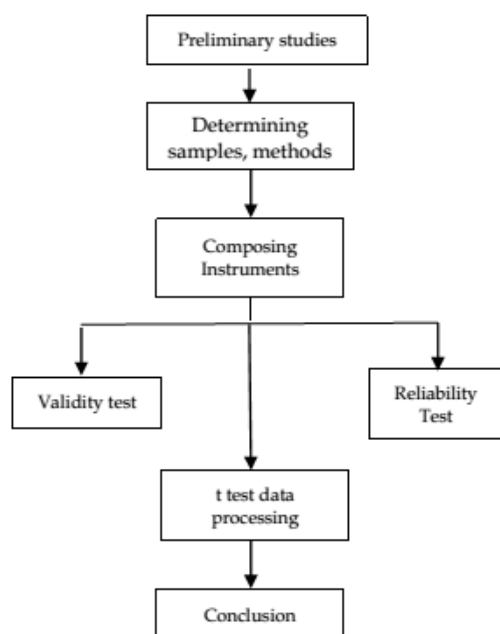 Preliminary studies
Determining
samples, methods
Composing
Instruments
Validity test
Reliability
Test
t test data
processing
Conclusion